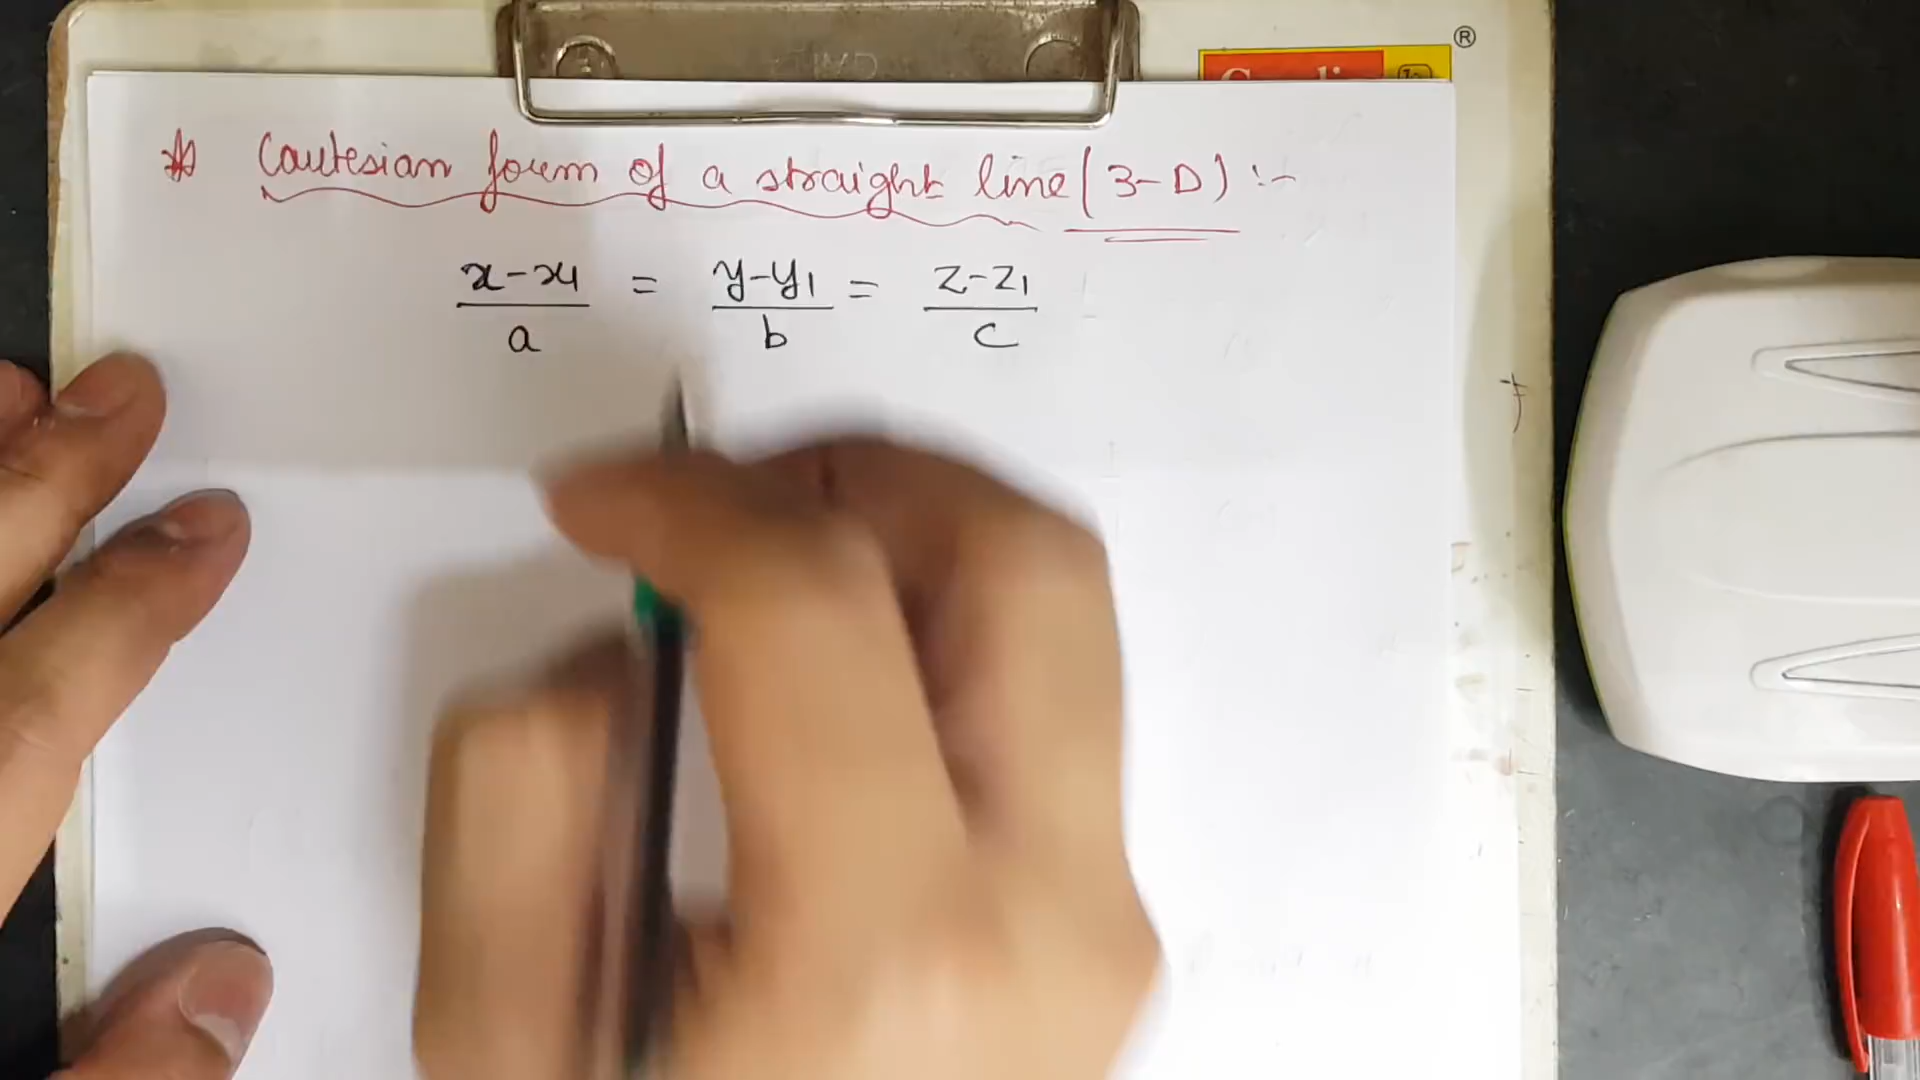 Cartesian form of a straight line (3-D) :-
x-x1 / a = y-y1 / b = z-z1 / c
®